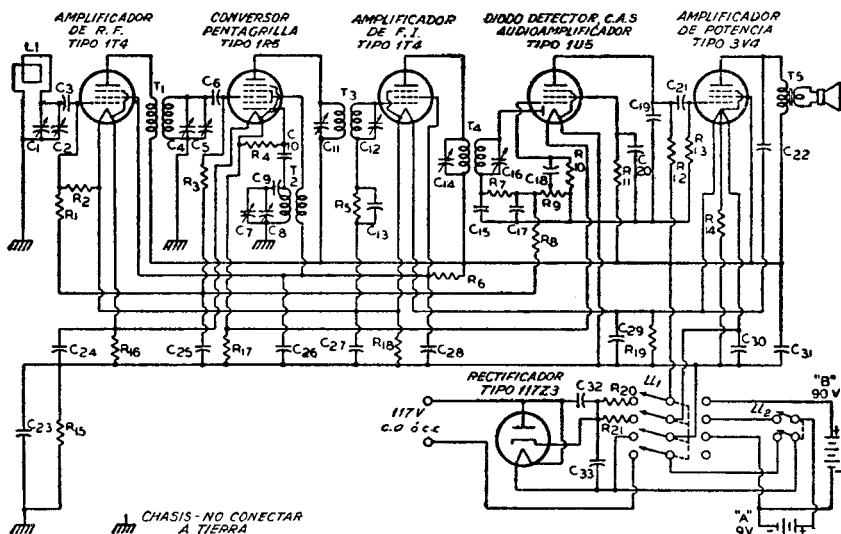 AMPLIFICADOR
DE R. F.
TIPO 1T4
CONVERSOR
PENTAGRILLA
TIPO 1R5
AMPLIFICADOR
DE F. I.
TIPO 1T4
DIODO DETECTOR, C.A.S
AUDIOAMPLIFICADOR
TIPO 1U5
AMPLIFICADOR
DE POTENCIA
TIPO 3V4
L1
C3
C1
C2
R1
R2
T1
C4
C5
C6
R3
R4
C10
C9
T2
C7
C8
C11
T3
C12
R5
C13
T4
C14
C16
R7
C15
C17
C18
R9
R10
R8
R6
R11
C20
C19
C21
R12
R13
R14
C22
T5
C24
R16
C25
R17
C26
C27
R18
C28
C29
R19
C30
C31
C23
R15
RECTIFICADOR
TIPO 117Z3
117V
c.a ó c.c
C32
R20
R21
C33
LL1
LL2
"B"
90 V
"A"
9V
CHASIS - NO CONECTAR
A TIERRA